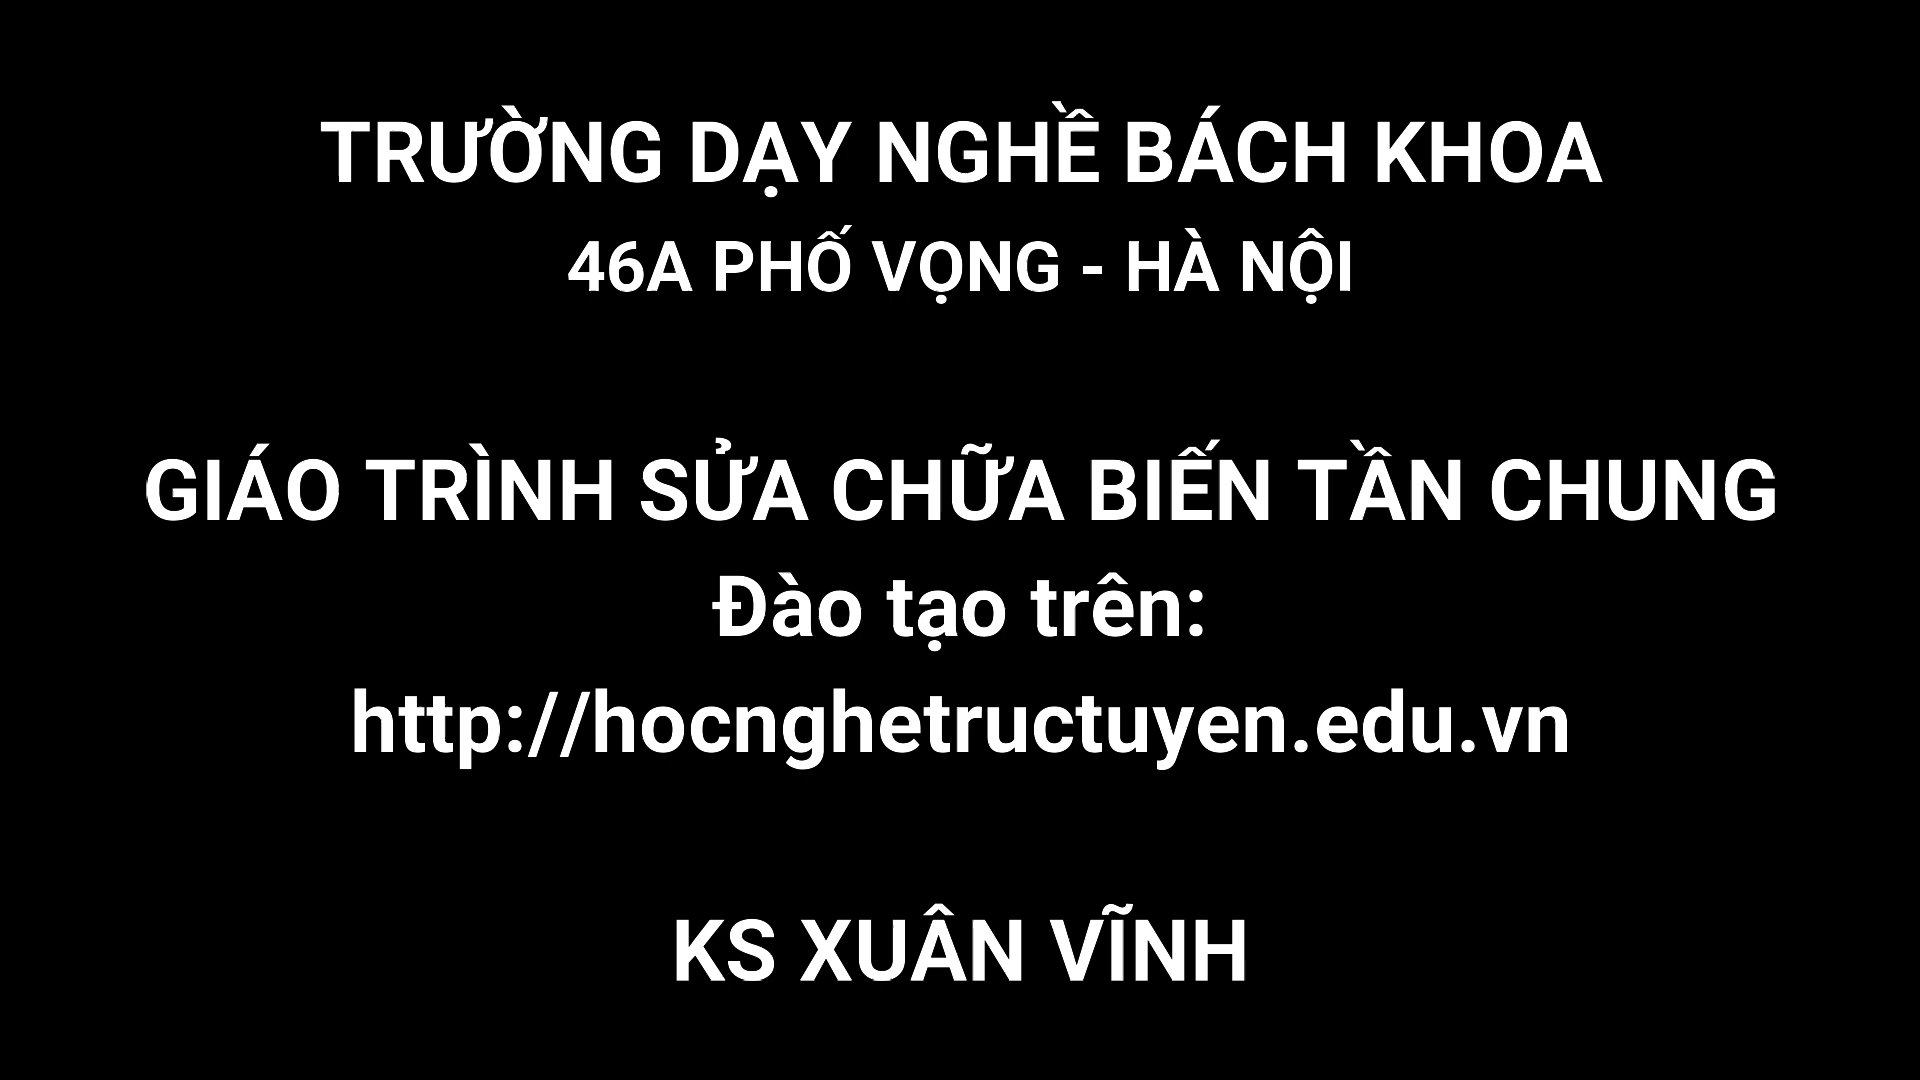 TRƯỜNG DẠY NGHỀ BÁCH KHOA
46A PHỐ VỌNG - HÀ NỘI
GIÁO TRÌNH SỬA CHỮA BIẾN TẦN CHUNG
Đào tạo trên:
http://hocnghetructuyen.edu.vn
KS XUÂN VĨNH